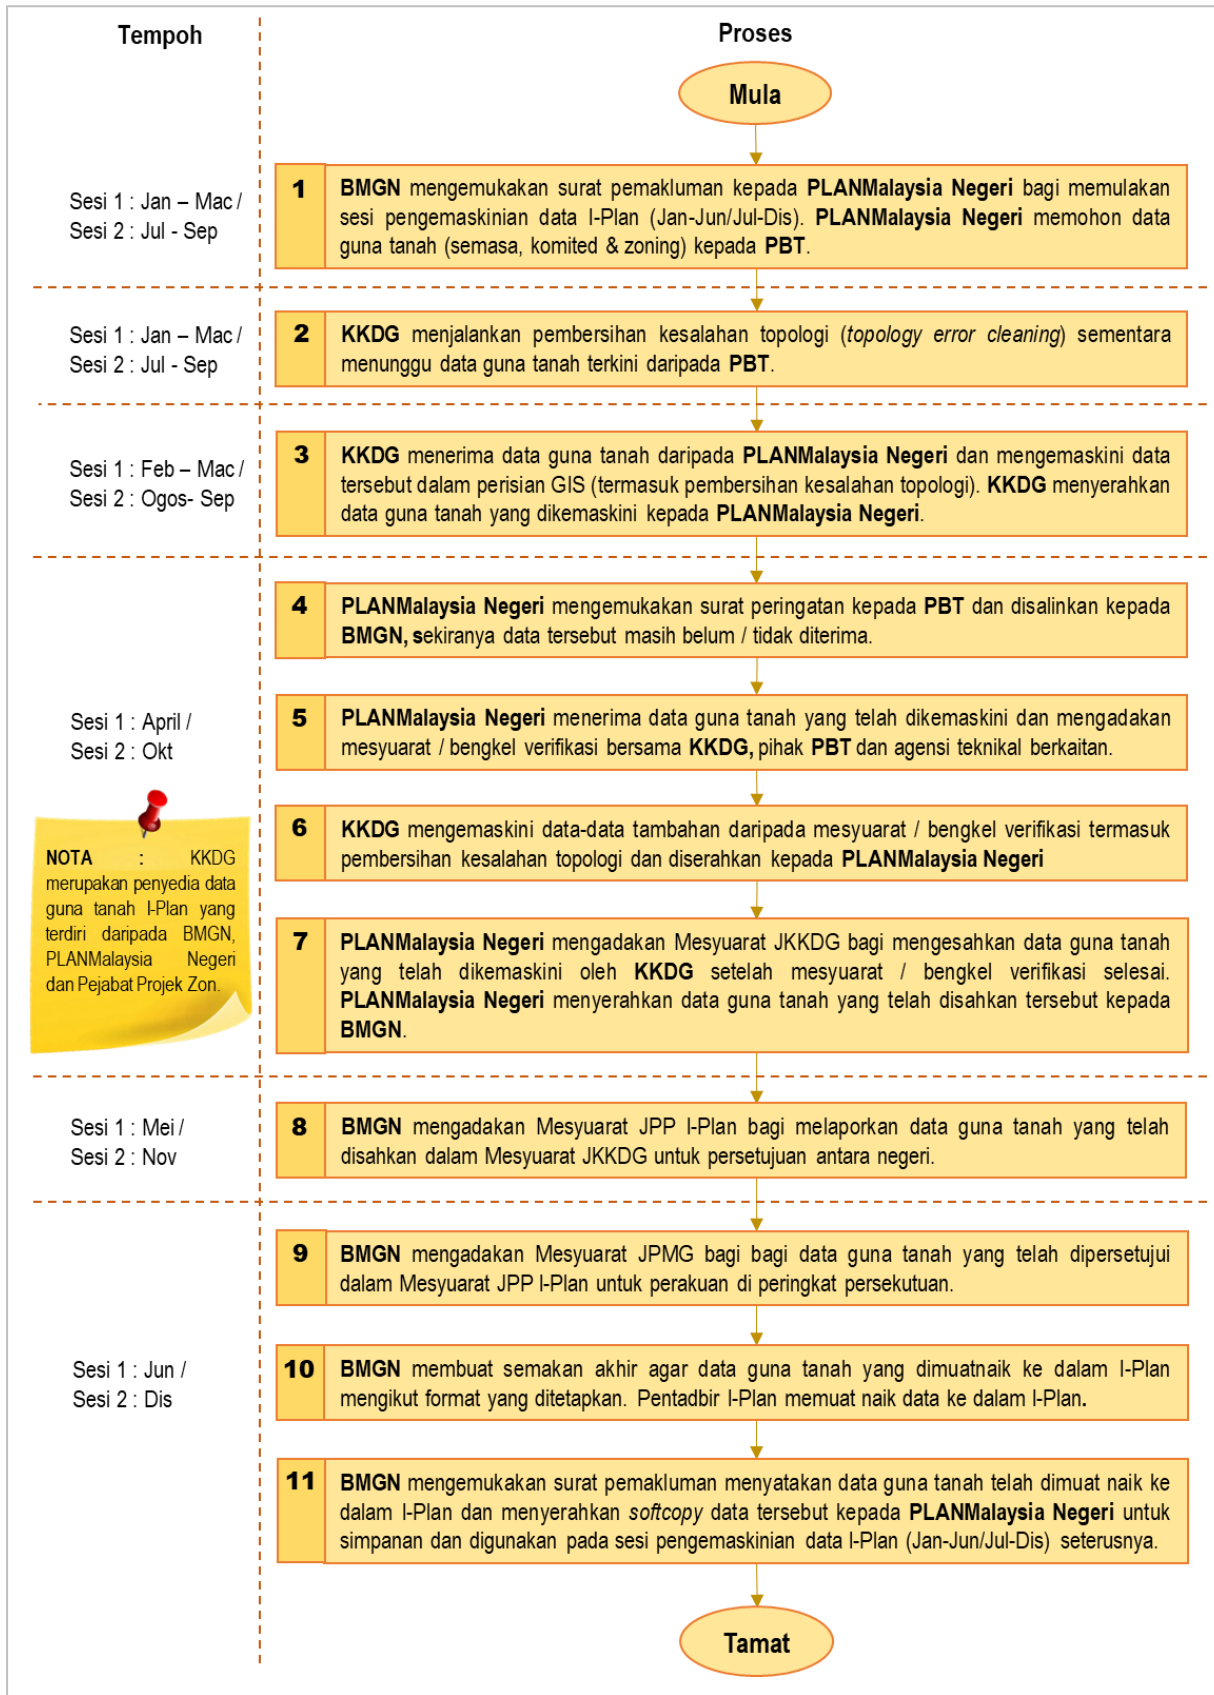 Tempoh
Proses
Mula
Sesi 1 : Jan – Mac /
Sesi 2 : Jul - Sep
1
BMGN mengemukakan surat pemakluman kepada PLANMalaysia Negeri bagi memulakan
sesi pengemaskinian data I-Plan (Jan-Jun/Jul-Dis). PLANMalaysia Negeri memohon data
guna tanah (semasa, komited & zoning) kepada PBT.
Sesi 1 : Jan – Mac /
Sesi 2 : Jul - Sep
2
KKDG menjalankan pembersihan kesalahan topologi (topology error cleaning) sementara
menunggu data guna tanah terkini daripada PBT.
Sesi 1 : Feb – Mac /
Sesi 2 : Ogos- Sep
3
KKDG menerima data guna tanah daripada PLANMalaysia Negeri dan mengemaskini data
tersebut dalam perisian GIS (termasuk pembersihan kesalahan topologi). KKDG menyerahkan
data guna tanah yang dikemaskini kepada PLANMalaysia Negeri.
4
PLANMalaysia Negeri mengemukakan surat peringatan kepada PBT dan disalinkan kepada
BMGN, sekiranya data tersebut masih belum / tidak diterima.
Sesi 1 : April /
Sesi 2 : Okt
5
PLANMalaysia Negeri menerima data guna tanah yang telah dikemaskini dan mengadakan
mesyuarat / bengkel verifikasi bersama KKDG, pihak PBT dan agensi teknikal berkaitan.
6
KKDG mengemaskini data-data tambahan daripada mesyuarat / bengkel verifikasi termasuk
pembersihan kesalahan topologi dan diserahkan kepada PLANMalaysia Negeri
NOTA : KKDG
merupakan penyedia data
guna tanah I-Plan yang
terdiri daripada BMGN,
PLANMalaysia Negeri
dan Pejabat Projek Zon.
7
PLANMalaysia Negeri mengadakan Mesyuarat JKKDG bagi mengesahkan data guna tanah
yang telah dikemaskini oleh KKDG setelah mesyuarat / bengkel verifikasi selesai.
PLANMalaysia Negeri menyerahkan data guna tanah yang telah disahkan tersebut kepada
BMGN.
Sesi 1 : Mei /
Sesi 2 : Nov
8
BMGN mengadakan Mesyuarat JPP I-Plan bagi melaporkan data guna tanah yang telah
disahkan dalam Mesyuarat JKKDG untuk persetujuan antara negeri.
9
BMGN mengadakan Mesyuarat JPMG bagi bagi data guna tanah yang telah dipersetujui
dalam Mesyuarat JPP I-Plan untuk perakuan di peringkat persekutuan.
Sesi 1 : Jun /
Sesi 2 : Dis
10
BMGN membuat semakan akhir agar data guna tanah yang dimuatnaik ke dalam I-Plan
mengikut format yang ditetapkan. Pentadbir I-Plan memuat naik data ke dalam I-Plan.
11
BMGN mengemukakan surat pemakluman menyatakan data guna tanah telah dimuat naik ke
dalam I-Plan dan menyerahkan softcopy data tersebut kepada PLANMalaysia Negeri untuk
simpanan dan digunakan pada sesi pengemaskinian data I-Plan (Jan-Jun/Jul-Dis) seterusnya.
Tamat